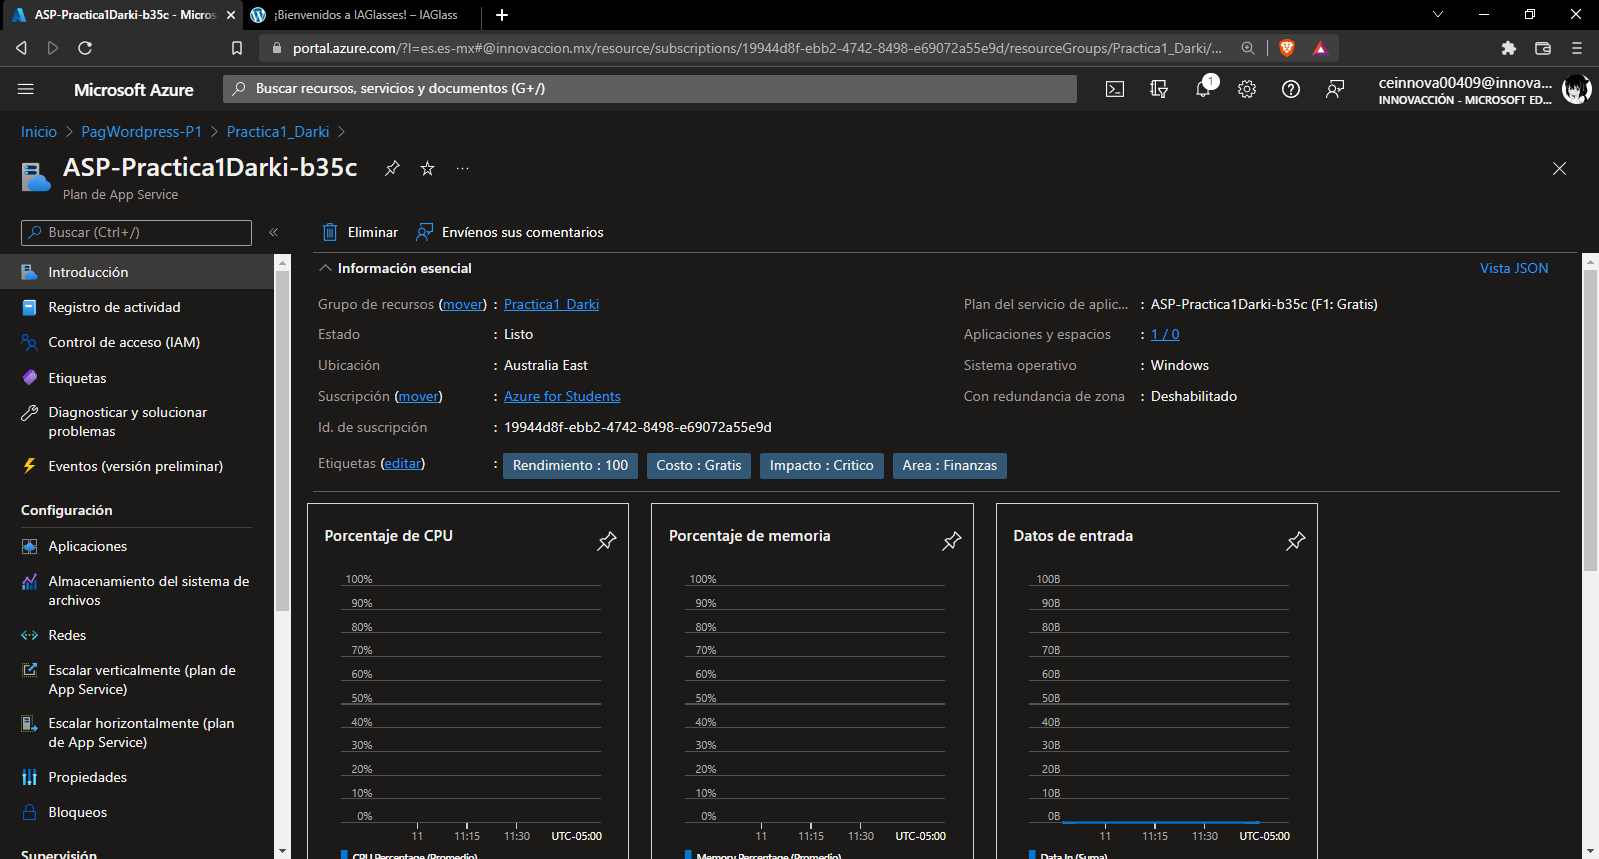 ASP-Practica1Darki-b35c - Micros
¡Bienvenidos a IAGlasses! – IAGlass
portal.azure.com/?l=es.es-mx#@innovaccion.mx/resource/subscriptions/19944d8f-ebb2-4742-8498-e69072a55e9d/resourceGroups/Practica1_Darki/...
Microsoft Azure
Buscar recursos, servicios y documentos (G+/)
1
ceinnova00409@innova...
INNOVACCIÓN - MICROSOFT ED...
Inicio > PagWordpress-P1 > Practica1_Darki >
ASP-Practica1Darki-b35c
Plan de App Service
Buscar (Ctrl+/)
Eliminar
Envíenos sus comentarios
Introducción
Registro de actividad
Control de acceso (IAM)
Etiquetas
Diagnosticar y solucionar
problemas
Eventos (versión preliminar)
Configuración
Aplicaciones
Almacenamiento del sistema de
archivos
Redes
Escalar verticalmente (plan de
App Service)
Escalar horizontalmente (plan
de App Service)
Propiedades
Bloqueos
Supervisión
Información esencial
Vista JSON
Grupo de recursos (mover) : Practica1_Darki
Estado : Listo
Ubicación : Australia East
Suscripción (mover) : Azure for Students
Id. de suscripción : 19944d8f-ebb2-4742-8498-e69072a55e9d
Etiquetas (editar) : Rendimiento : 100 Costo : Gratis Impacto : Critico Area : Finanzas
Plan del servicio de aplic... : ASP-Practica1Darki-b35c (F1: Gratis)
Aplicaciones y espacios : 1 / 0
Sistema operativo : Windows
Con redundancia de zona : Deshabilitado
Porcentaje de CPU
100%
90%
80%
70%
60%
50%
40%
30%
20%
10%
0%
11 11:15 11:30 UTC-05:00
CPU Percentage (Promedio)
Porcentaje de memoria
100%
90%
80%
70%
60%
50%
40%
30%
20%
10%
0%
11 11:15 11:30 UTC-05:00
Memory Percentage (Promedio)
Datos de entrada
100B
90B
80B
70B
60B
50B
40B
30B
20B
10B
0B
11 11:15 11:30 UTC-05:00
Data In (Suma)